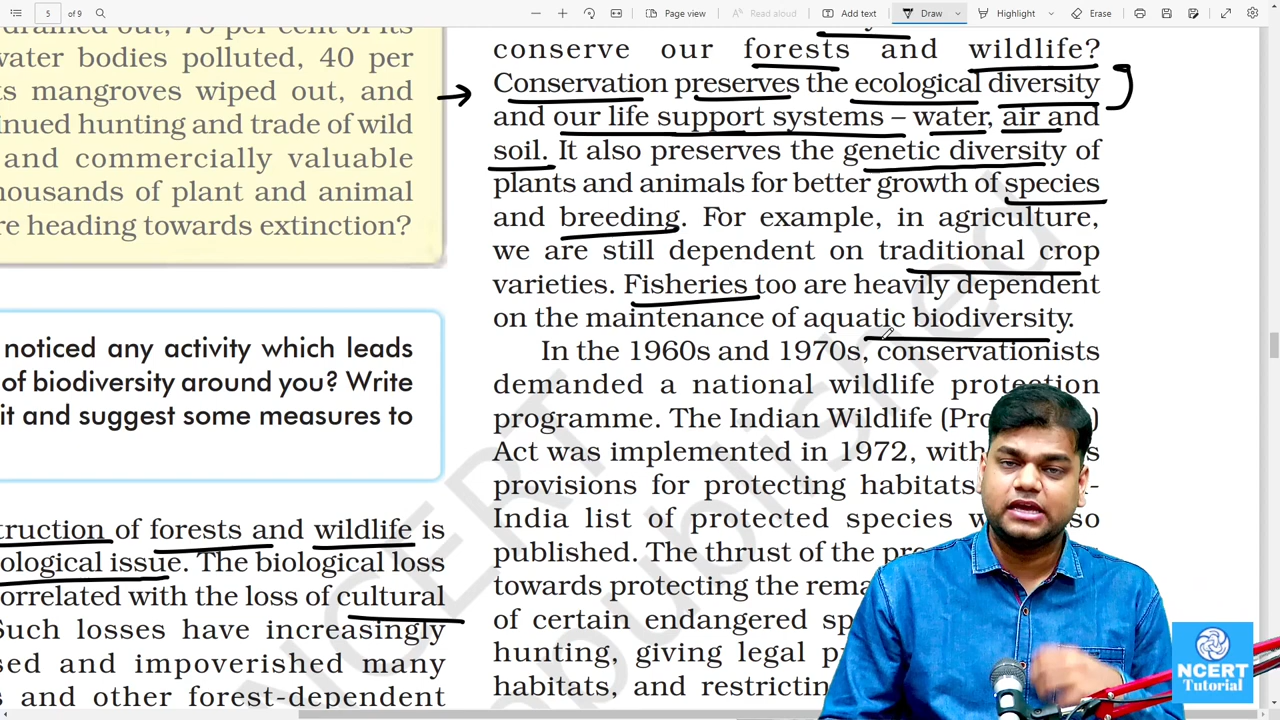 5 of 9
Page view
Read aloud
Add text
Draw
Highlight
Erase
drained out, 70 per cent of its
water bodies polluted, 40 per
ts mangroves wiped out, and
tinued hunting and trade of wild
and commercially valuable
housands of plant and animal
re heading towards extinction?
noticed any activity which leads
of biodiversity around you? Write
it and suggest some measures to
truction of forests and wildlife is
ological issue. The biological loss
orrelated with the loss of cultural
Such losses have increasingly
sed and impoverished many
s and other forest-dependent
conserve our forests and wildlife?
Conservation preserves the ecological diversity
and our life support systems – water, air and
soil. It also preserves the genetic diversity of
plants and animals for better growth of species
and breeding. For example, in agriculture,
we are still dependent on traditional crop
varieties. Fisheries too are heavily dependent
on the maintenance of aquatic biodiversity.
In the 1960s and 1970s, conservationists
demanded a national wildlife protection
programme. The Indian Wildlife (Pro )
Act was implemented in 1972, with s
provisions for protecting habitats. -
India list of protected species w so
published. The thrust of the pr
towards protecting the rema
of certain endangered sp
hunting, giving legal p
habitats, and restrictin
NCERT
published
NCERT
Tutorial